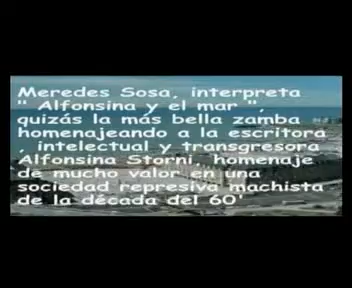 Meredes Sosa, interpreta
" Alfonsina y el mar ",
quizás la más bella zamba
homenajeando a la escritora
, intelectual y transgresora
Alfonsina Storni, homenaje
de mucho valor en una
sociedad represiva machista
de la década del 60'